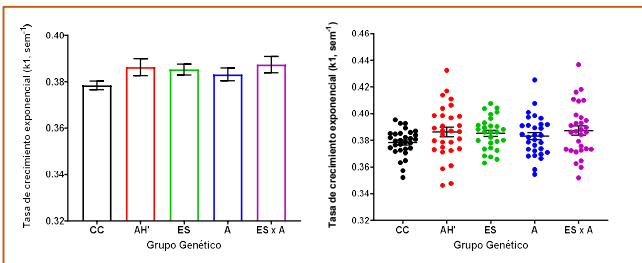 Tasa de crecimiento exponencial (k1, sem⁻¹)
0.40
0.38
0.36
0.34
0.32
CC AH' ES A ES x A
Grupo Genético
Tasa de crecimiento exponencial (k1, sem⁻¹)
0.46
0.44
0.42
0.40
0.38
0.36
0.34
0.32
CC AH' ES A ES x A
Grupo Genético